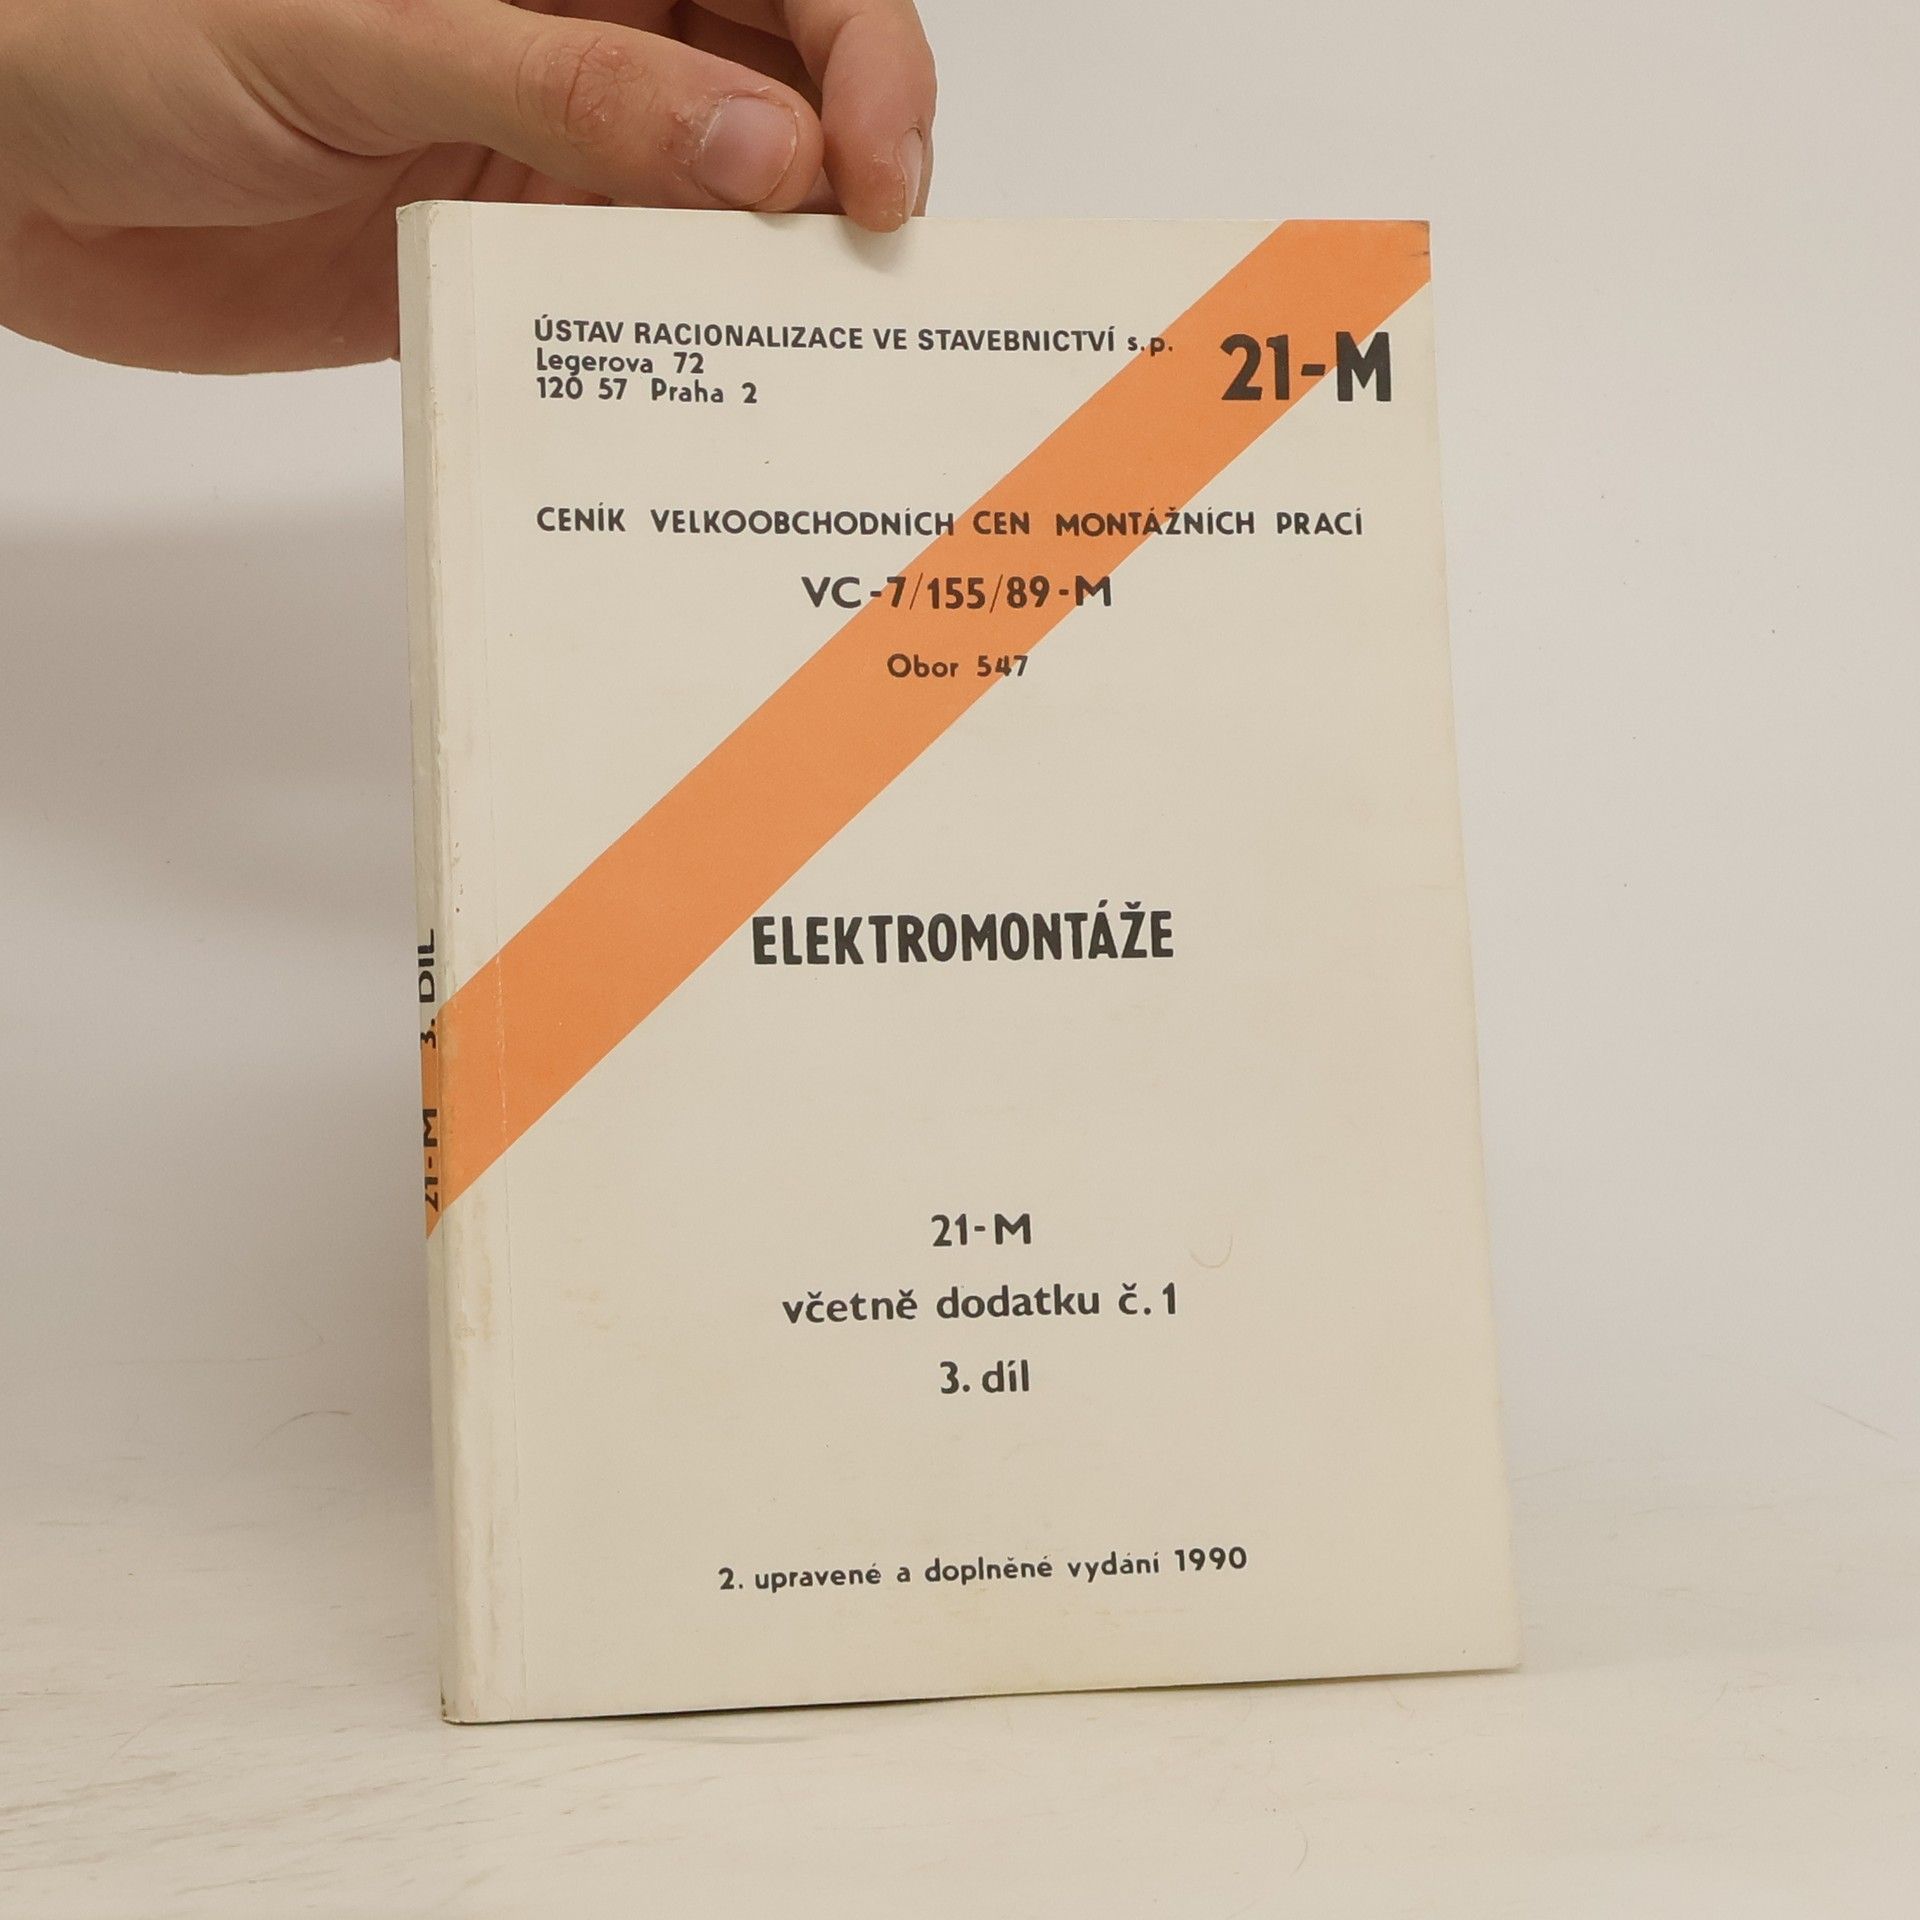 ÚSTAV RACIONALIZACE VE STAVEBNICTVÍ s.p.
Legerova 72
120 57 Praha 2
21-M
CENÍK VELKOOBCHODNÍCH CEN MONTÁŽNÍCH PRACÍ
VC-7/155/89-M
Obor 547
ELEKTROMONTÁŽE
21-M
včetně dodatku č. 1
3. díl
2. upravené a doplněné vydání 1990
21-M 3. DÍL